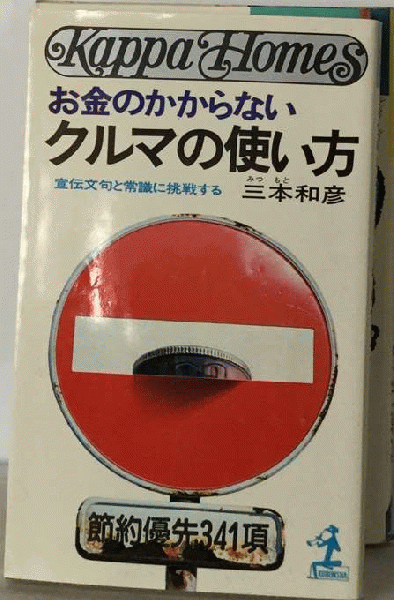 Kappa Homes
お金のかからない
クルマの使い方
宣伝文句と常識に挑戦する 三本和彦
みつ もと
節約優先341項
KOBUNSHA